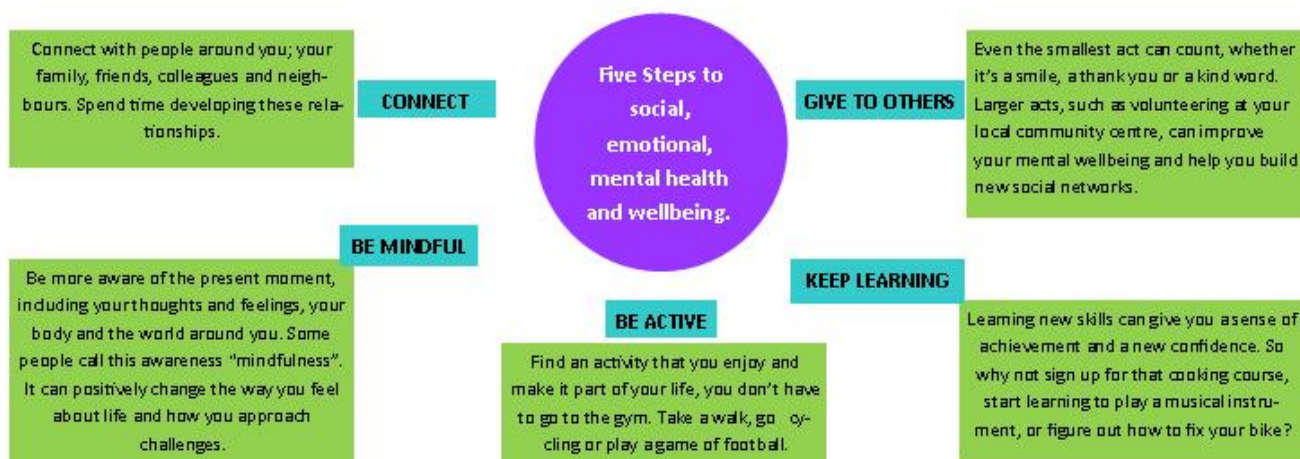 Five Steps to
social,
emotional,
mental health
and wellbeing.
CONNECT
Connect with people around you; your
family, friends, colleagues and neigh-
bours. Spend time developing these rela-
tionships.
GIVE TO OTHERS
Even the smallest act can count, whether
it's a smile, a thank you or a kind word.
Larger acts, such as volunteering at your
local community centre, can improve
your mental wellbeing and help you build
new social networks.
BE MINDFUL
Be more aware of the present moment,
including your thoughts and feelings, your
body and the world around you. Some
people call this awareness "mindfulness".
It can positively change the way you feel
about life and how you approach
challenges.
BE ACTIVE
Find an activity that you enjoy and
make it part of your life, you don't have
to go to the gym. Take a walk, go cy-
cling or play a game of football.
KEEP LEARNING
Learning new skills can give you a sense of
achievement and a new confidence. So
why not sign up for that cooking course,
start learning to play a musical instru-
ment, or figure out how to fix your bike?